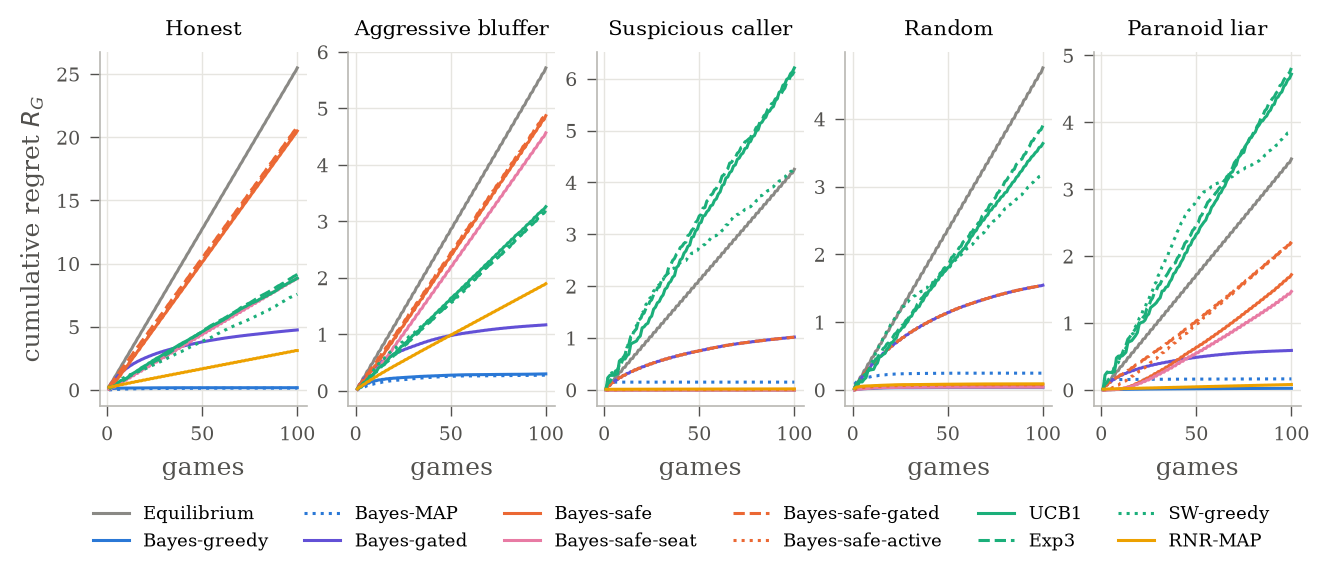 Honest
Aggressive bluffer
Suspicious caller
Random
Paranoid liar
cumulative regret R_G
25
20
15
10
5
0
0 50 100
games
6
5
4
3
2
1
0
0 50 100
games
6
5
4
3
2
1
0
0 50 100
games
4
3
2
1
0
0 50 100
games
5
4
3
2
1
0
0 50 100
games
Equilibrium
Bayes-greedy
Bayes-MAP
Bayes-gated
Bayes-safe
Bayes-safe-seat
Bayes-safe-gated
Bayes-safe-active
UCB1
Exp3
SW-greedy
RNR-MAP